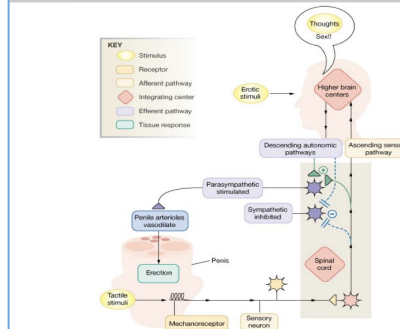 Thoughts
Sex!!
KEY
Stimulus
Receptor
Afferent pathway
Integrating center
Efferent pathway
Tissue response
Erotic
stimuli
Higher brain
centers
Descending autonomic
pathways
Ascending sensory
pathway
Parasympathetic
stimulated
Sympathetic
inhibited
Penile arterioles
vasodilate
Erection
Penis
Spinal
cord
Tactile
stimuli
Mechanoreceptor
Sensory
neuron